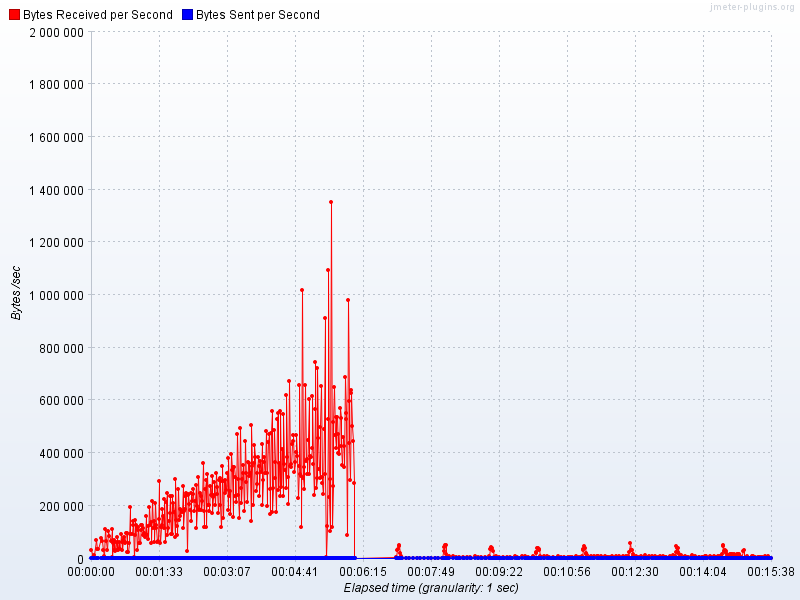 jmeter-plugins.org
Bytes Received per Second Bytes Sent per Second
2 000 000
1 800 000
1 600 000
1 400 000
1 200 000
1 000 000
800 000
600 000
400 000
200 000
0
Bytes /sec
00:00:00 00:01:33 00:03:07 00:04:41 00:06:15 00:07:49 00:09:22 00:10:56 00:12:30 00:14:04 00:15:38
Elapsed time (granularity: 1 sec)